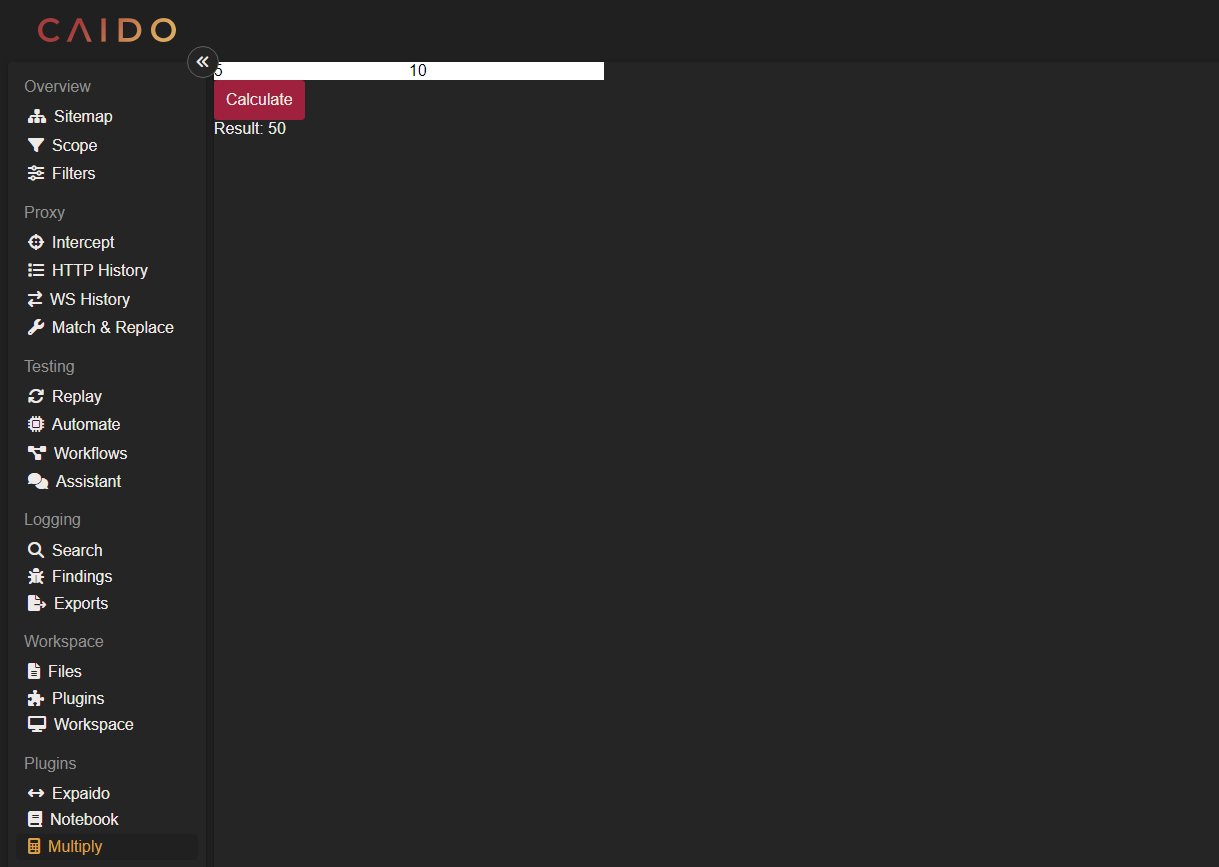 CAIDO
Overview
Sitemap
Scope
Filters
Proxy
Intercept
HTTP History
WS History
Match & Replace
Testing
Replay
Automate
Workflows
Assistant
Logging
Search
Findings
Exports
Workspace
Files
Plugins
Workspace
Plugins
Expaido
Notebook
Multiply
5 10
Calculate
Result: 50